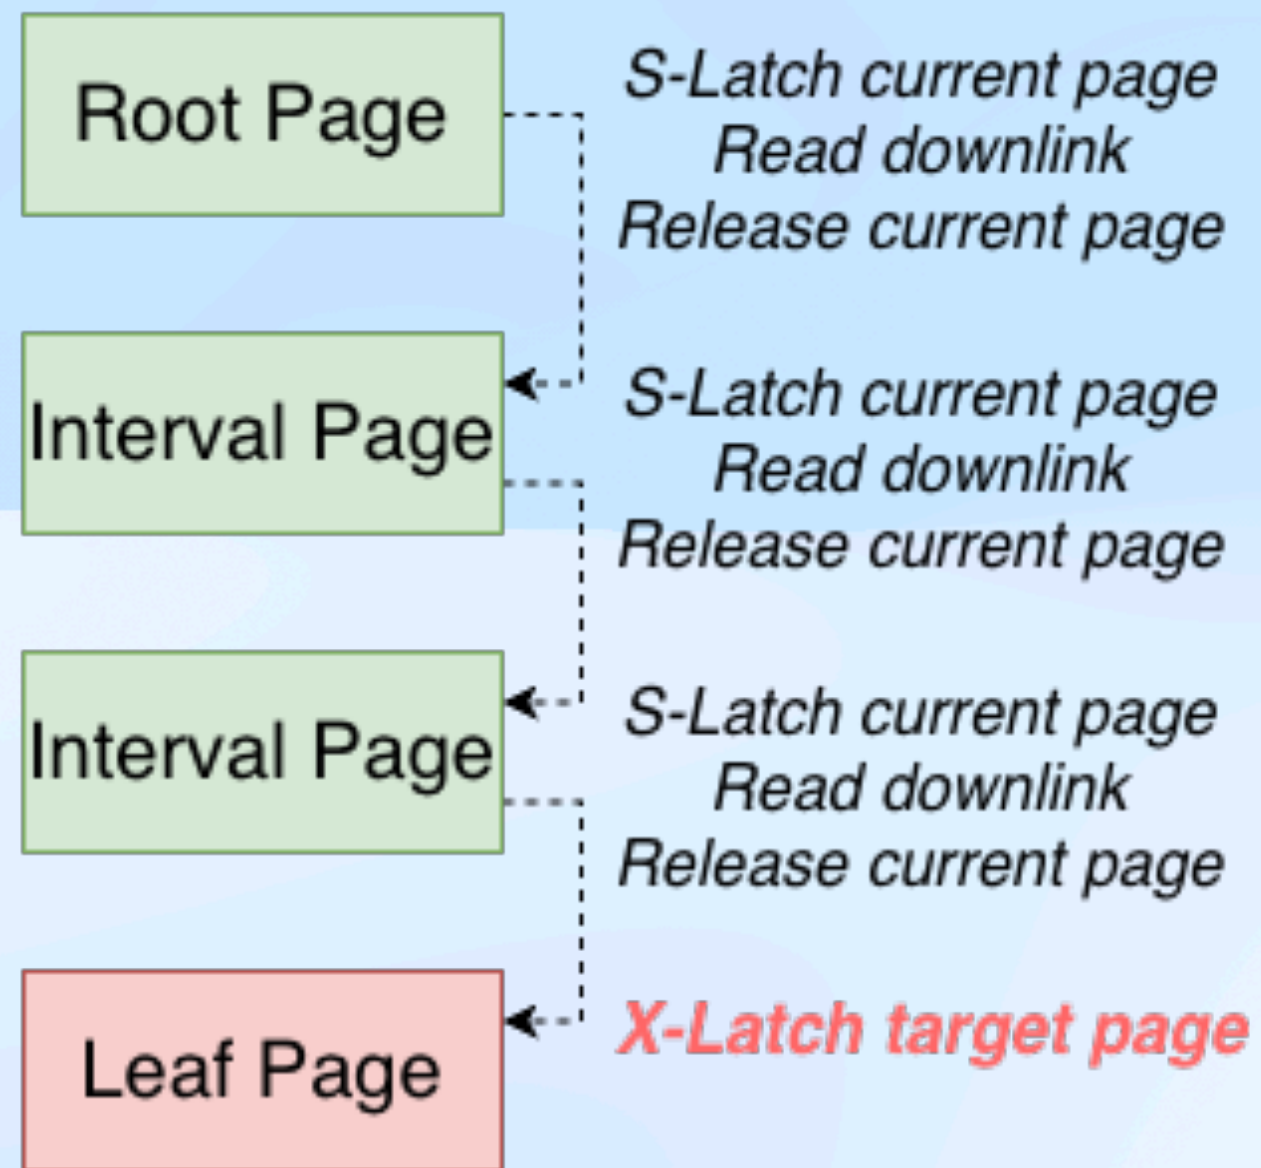 Root Page
S-Latch current page
Read downlink
Release current page
Interval Page
S-Latch current page
Read downlink
Release current page
Interval Page
S-Latch current page
Read downlink
Release current page
Leaf Page
X-Latch target page